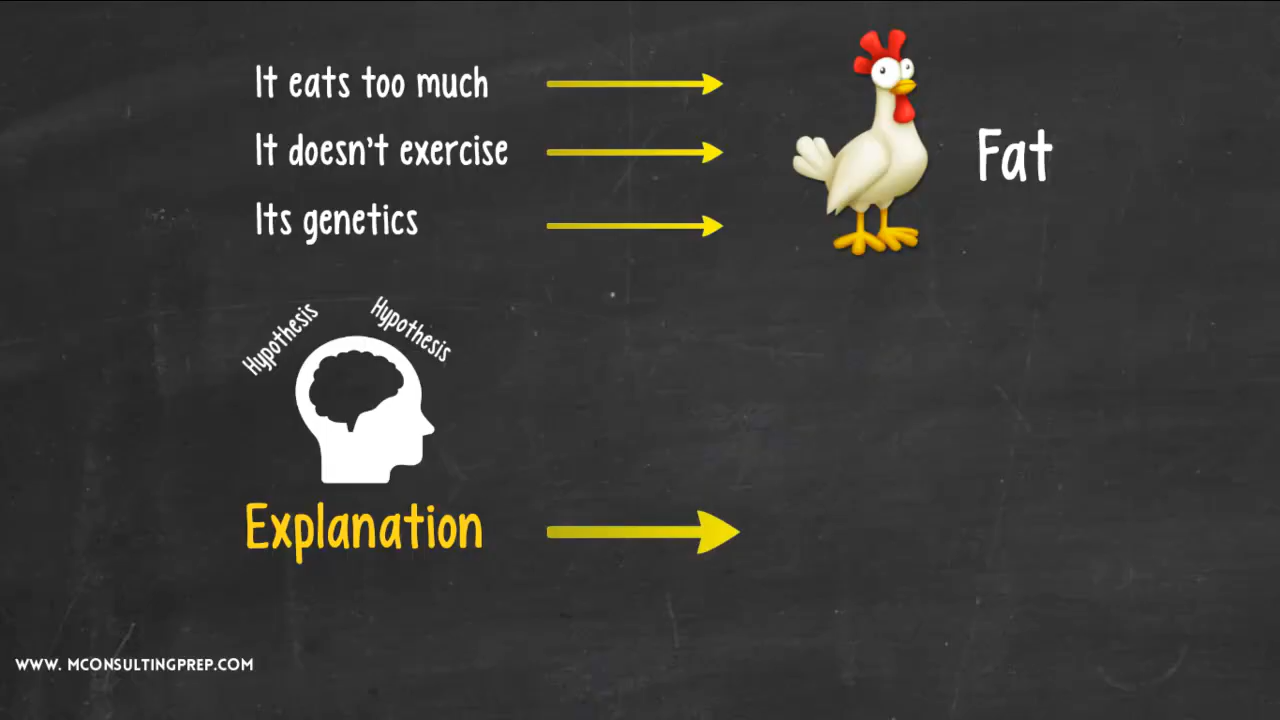 It eats too much
It doesn't exercise
Its genetics
Fat
Hypothesis
Hypothesis
Explanation
WWW. MCONSULTINGPREP.COM